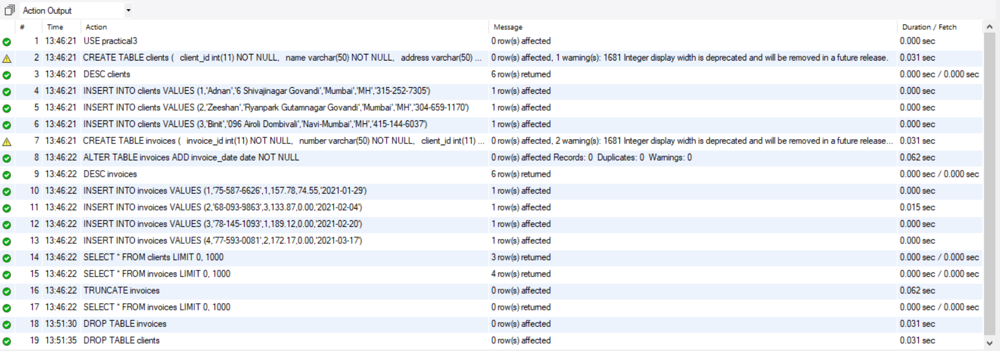 Action Output
# Time Action Message Duration / Fetch
1 13:46:21 USE practical3 0 row(s) affected 0.000 sec
2 13:46:21 CREATE TABLE clients ( client_id int(11) NOT NULL, name varchar(50) NOT NULL, address varchar(50) ... 0 row(s) affected, 1 warning(s): 1681 Integer display width is deprecated and will be removed in a future release. 0.031 sec
3 13:46:21 DESC clients 6 row(s) returned 0.000 sec / 0.000 sec
4 13:46:21 INSERT INTO clients VALUES (1,'Adnan','6 Shivajinagar Govandi','Mumbai','MH','315-252-7305') 1 row(s) affected 0.000 sec
5 13:46:21 INSERT INTO clients VALUES (2,'Zeeshan','Ryanpark Gutamnagar Govandi','Mumbai','MH','304-659-1170') 1 row(s) affected 0.000 sec
6 13:46:21 INSERT INTO clients VALUES (3,'Binit','096 Airoli Dombivali','Navi-Mumbai','MH','415-144-6037') 1 row(s) affected 0.000 sec
7 13:46:21 CREATE TABLE invoices ( invoice_id int(11) NOT NULL, number varchar(50) NOT NULL, client_id int(11) ... 0 row(s) affected, 2 warning(s): 1681 Integer display width is deprecated and will be removed in a future release... 0.031 sec
8 13:46:22 ALTER TABLE invoices ADD invoice_date date NOT NULL 0 row(s) affected Records: 0 Duplicates: 0 Warnings: 0 0.062 sec
9 13:46:22 DESC invoices 6 row(s) returned 0.000 sec / 0.000 sec
10 13:46:22 INSERT INTO invoices VALUES (1,'75-587-6626',1,157.78,74.55,'2021-01-29') 1 row(s) affected 0.000 sec
11 13:46:22 INSERT INTO invoices VALUES (2,'68-093-9863',3,133.87,0.00,'2021-02-04') 1 row(s) affected 0.015 sec
12 13:46:22 INSERT INTO invoices VALUES (3,'78-145-1093',1,189.12,0.00,'2021-02-20') 1 row(s) affected 0.000 sec
13 13:46:22 INSERT INTO invoices VALUES (4,'77-593-0081',2,172.17,0.00,'2021-03-17') 1 row(s) affected 0.000 sec
14 13:46:22 SELECT * FROM clients LIMIT 0, 1000 3 row(s) returned 0.000 sec / 0.000 sec
15 13:46:22 SELECT * FROM invoices LIMIT 0, 1000 4 row(s) returned 0.000 sec / 0.000 sec
16 13:46:22 TRUNCATE invoices 0 row(s) affected 0.062 sec
17 13:46:22 SELECT * FROM invoices LIMIT 0, 1000 0 row(s) returned 0.000 sec / 0.000 sec
18 13:51:30 DROP TABLE invoices 0 row(s) affected 0.031 sec
19 13:51:35 DROP TABLE clients 0 row(s) affected 0.031 sec